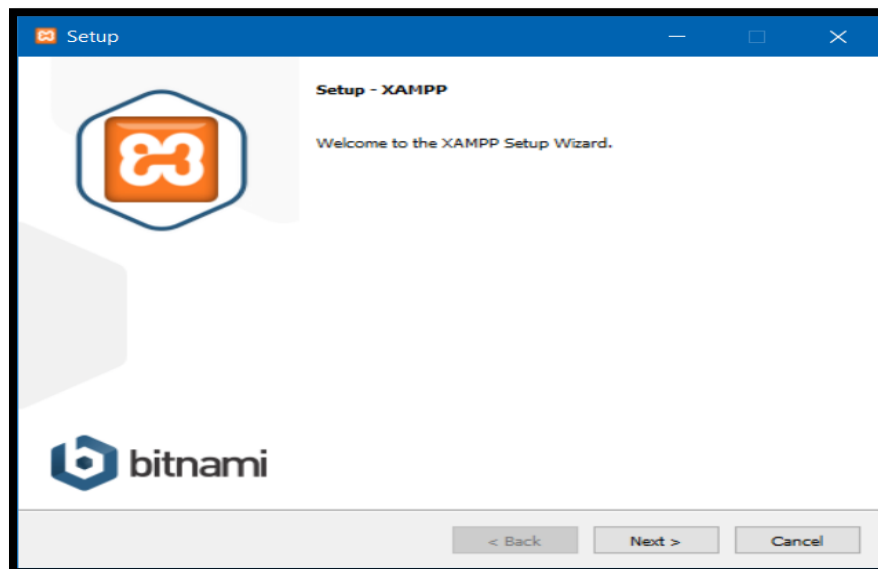 Setup
Setup - XAMPP
Welcome to the XAMPP Setup Wizard.
bitnami
< Back
Next >
Cancel